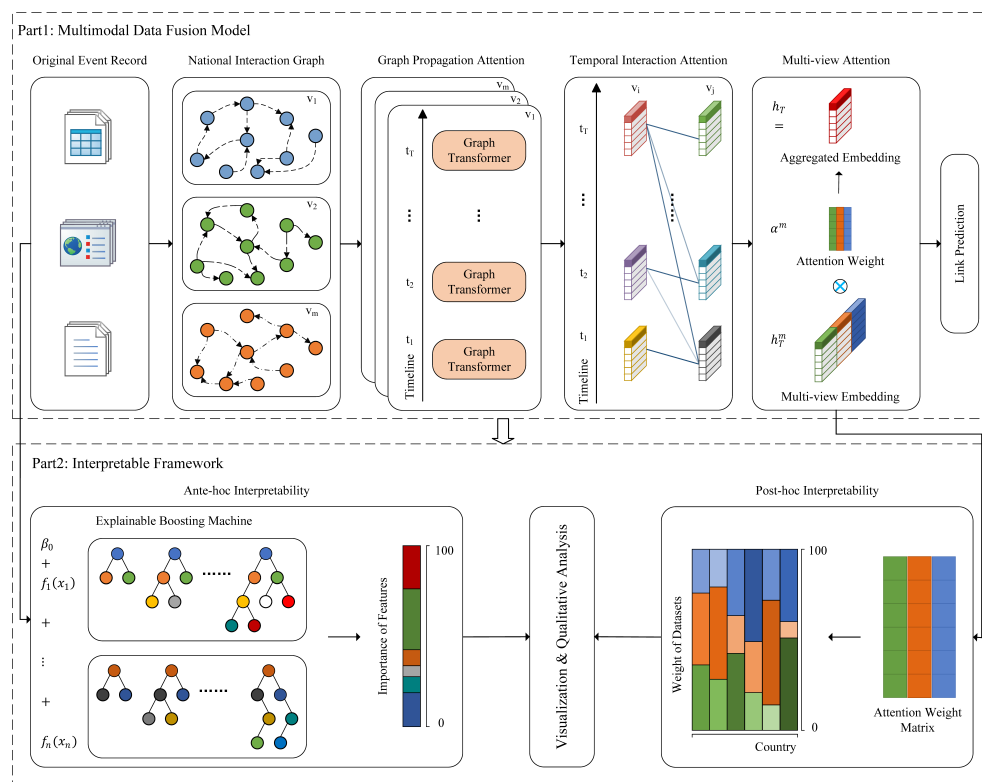 Part1: Multimodal Data Fusion Model
Original Event Record
National Interaction Graph
Graph Propagation Attention
Temporal Interaction Attention
Multi-view Attention
v1
v2
vm
vm
v2
v1
tT
Graph
Transformer
...
...
t2
Graph
Transformer
t1
Graph
Transformer
Timeline
vi
vj
tT
...
......
t2
t1
Timeline
hT
=
Aggregated Embedding
α^m
Attention Weight
h_T^m
Multi-view Embedding
Link Prediction
Part2: Interpretable Framework
Ante-hoc Interpretability
Explainable Boosting Machine
β0
+
f1(x1)
+
⋮
+
fn(xn)
......
......
Importance of Features
100
0
Visualization & Qualitative Analysis
Post-hoc Interpretability
Weight of Datasets
100
0
Country
Attention Weight
Matrix